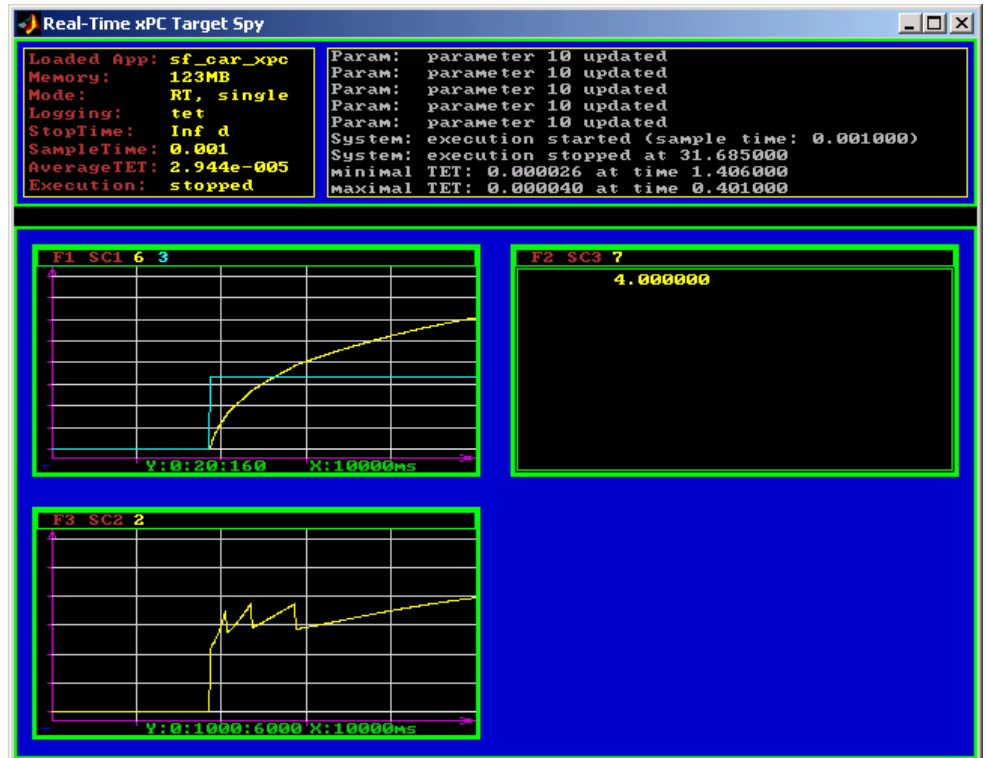 Real-Time xPC Target Spy
Loaded App: sf_car_xpc
Memory: 123MB
Mode: RT, single
Logging: tet
StopTime: Inf d
SampleTime: 0.001
AverageTET: 2.944e-005
Execution: stopped
Param: parameter 10 updated
Param: parameter 10 updated
Param: parameter 10 updated
Param: parameter 10 updated
Param: parameter 10 updated
System: execution started (sample time: 0.001000)
System: execution stopped at 31.685000
minimal TET: 0.000026 at time 1.406000
maximal TET: 0.000040 at time 0.401000
F1 SC1 6 3
Y:0:20:160 X:10000ms
F2 SC3 7
4.000000
F3 SC2 2
Y:0:1000:6000 X:10000ms